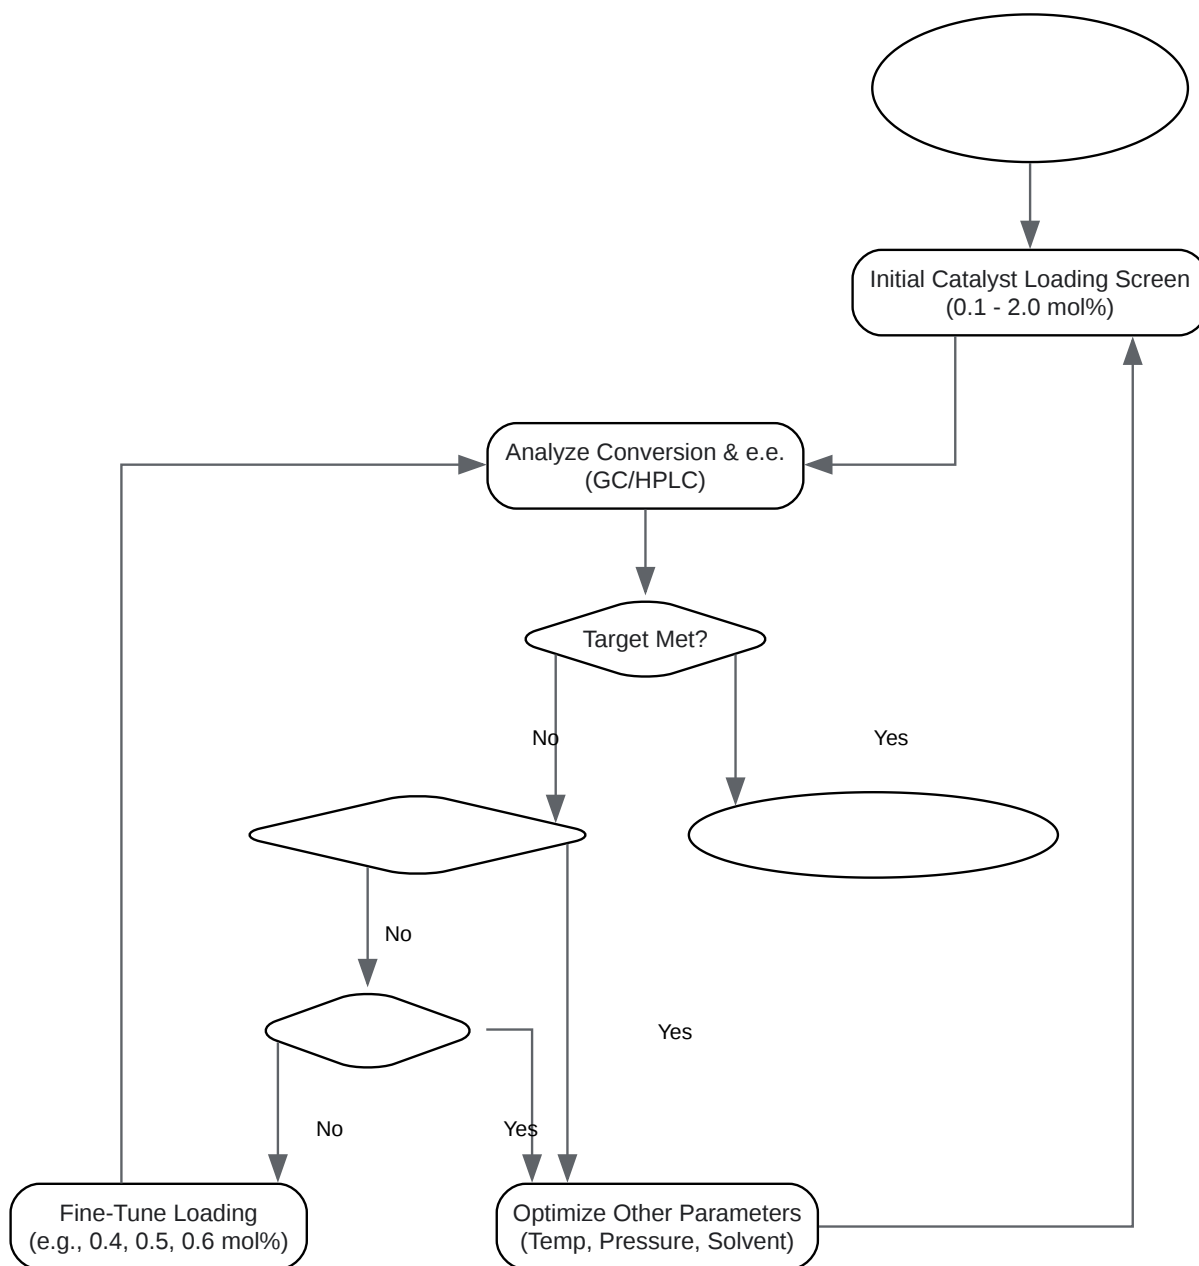 Initial Catalyst Loading Screen
(0.1 - 2.0 mol%)
Analyze Conversion & e.e.
(GC/HPLC)
Target Met?
No
Yes
No
Yes
No
Yes
Fine-Tune Loading
(e.g., 0.4, 0.5, 0.6 mol%)
Optimize Other Parameters
(Temp, Pressure, Solvent)